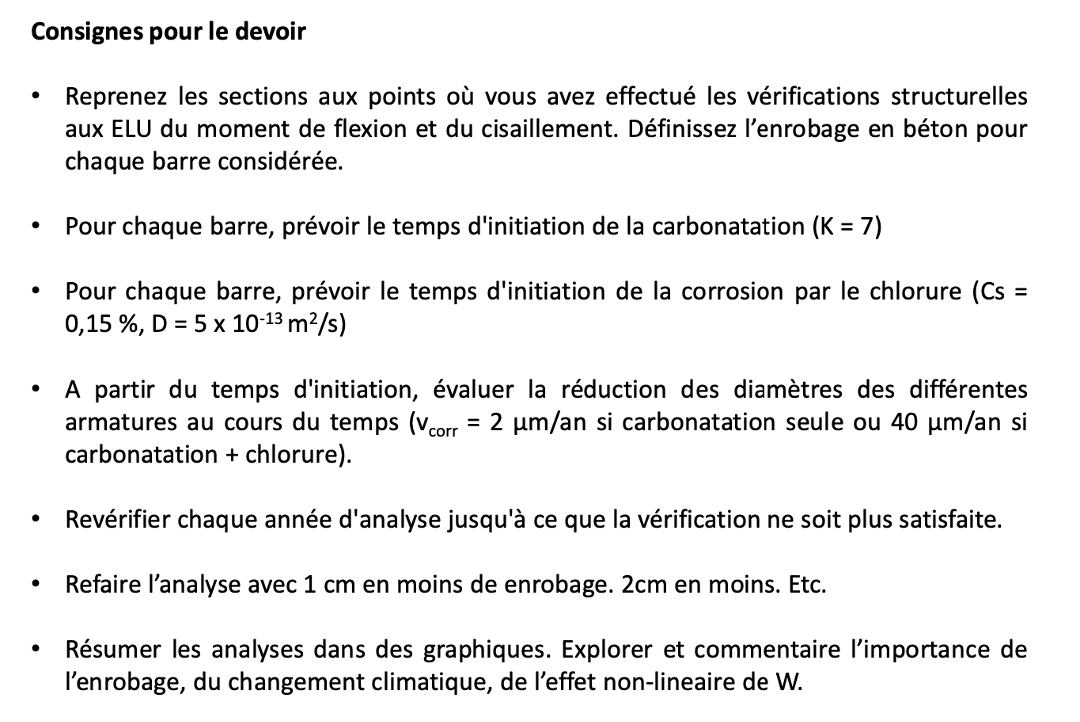 Consignes pour le devoir
• Reprenez les sections aux points où vous avez effectué les vérifications structurelles
aux ELU du moment de flexion et du cisaillement. Définissez l’enrobage en béton pour
chaque barre considérée.
• Pour chaque barre, prévoir le temps d'initiation de la carbonatation (K = 7)
• Pour chaque barre, prévoir le temps d'initiation de la corrosion par le chlorure (Cs =
0,15 %, D = 5 x 10⁻¹³ m²/s)
• A partir du temps d'initiation, évaluer la réduction des diamètres des différentes
armatures au cours du temps (vcorr = 2 µm/an si carbonatation seule ou 40 µm/an si
carbonatation + chlorure).
• Revérifier chaque année d'analyse jusqu'à ce que la vérification ne soit plus satisfaite.
• Refaire l’analyse avec 1 cm en moins de enrobage. 2cm en moins. Etc.
• Résumer les analyses dans des graphiques. Explorer et commentaire l’importance de
l’enrobage, du changement climatique, de l’effet non-lineaire de W.